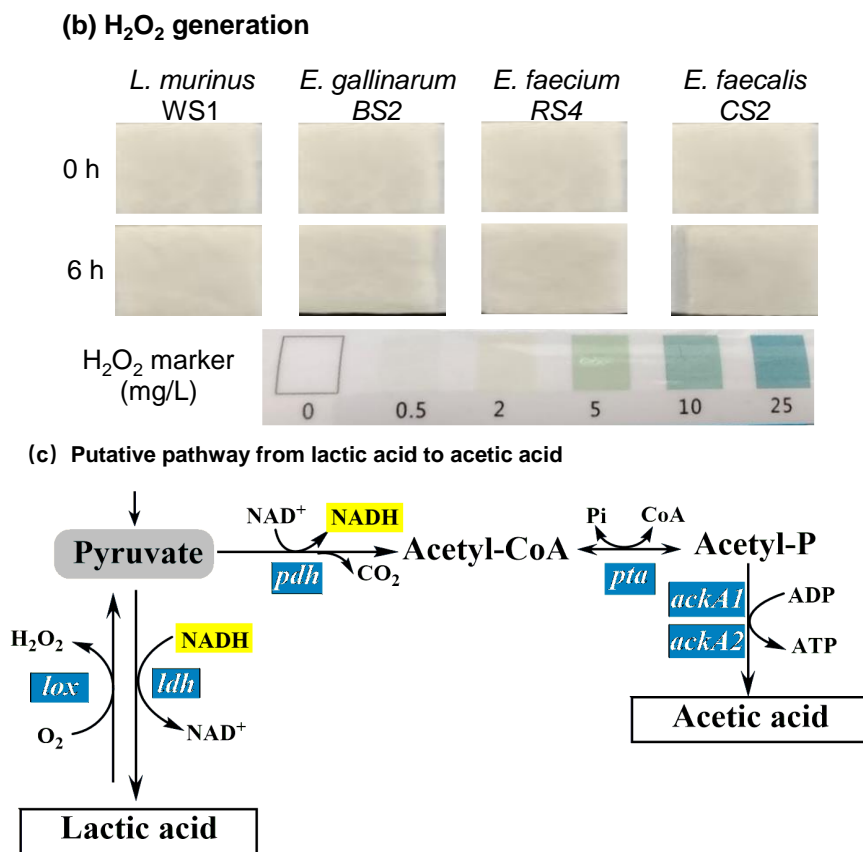 (b) H₂O₂ generation
L. murinus WS1
E. gallinarum BS2
E. faecium RS4
E. faecalis CS2
0 h
6 h
H₂O₂ marker (mg/L)
0 0.5 2 5 10 25
(c) Putative pathway from lactic acid to acetic acid
NAD⁺ NADH
Pi CoA
Pyruvate
Acetyl-CoA
Acetyl-P
pdh
CO₂
pta
ackA1
ackA2
ADP
ATP
H₂O₂
NADH
lox
ldh
O₂
NAD⁺
Acetic acid
Lactic acid